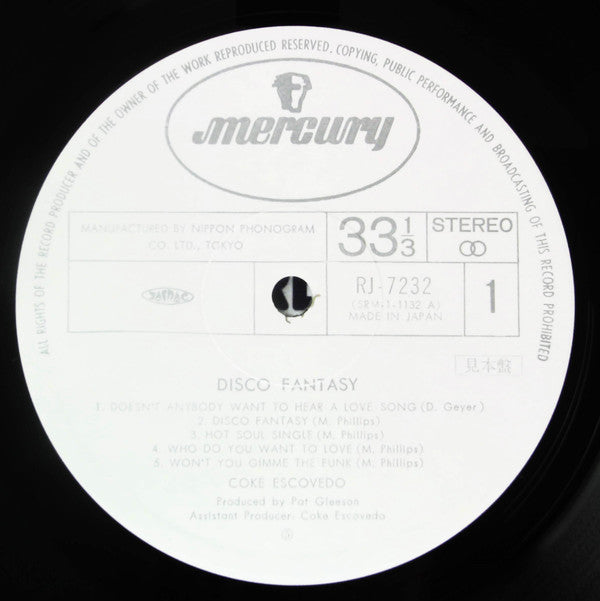 ALL RIGHTS OF THE RECORD PRODUCER AND OF THE OWNER OF THE WORK REPRODUCED RESERVED. COPYING, PUBLIC PERFORMANCE AND BROADCASTING OF THIS RECORD PROHIBITED
mercury
MANUFACTURED BY NIPPON PHONOGRAM CO. LTD., TOKYO
33 1/3
STEREO
JASRAC
RJ-7232
(SRM-1-1132 A)
MADE IN JAPAN
1
見本盤
DISCO FANTASY
1. DOESN'T ANYBODY WANT TO HEAR A LOVE SONG (D. Geyer)
2. DISCO FANTASY (M. Phillips)
3. HOT SOUL SINGLE (M. Phillips)
4. WHO DO YOU WANT TO LOVE (M. Phillips)
5. WON'T YOU GIMME THE FUNK (M. Phillips)
COKE ESCOVEDO
Produced by Pat Gleeson
Assistant Producer: Coke Escovedo